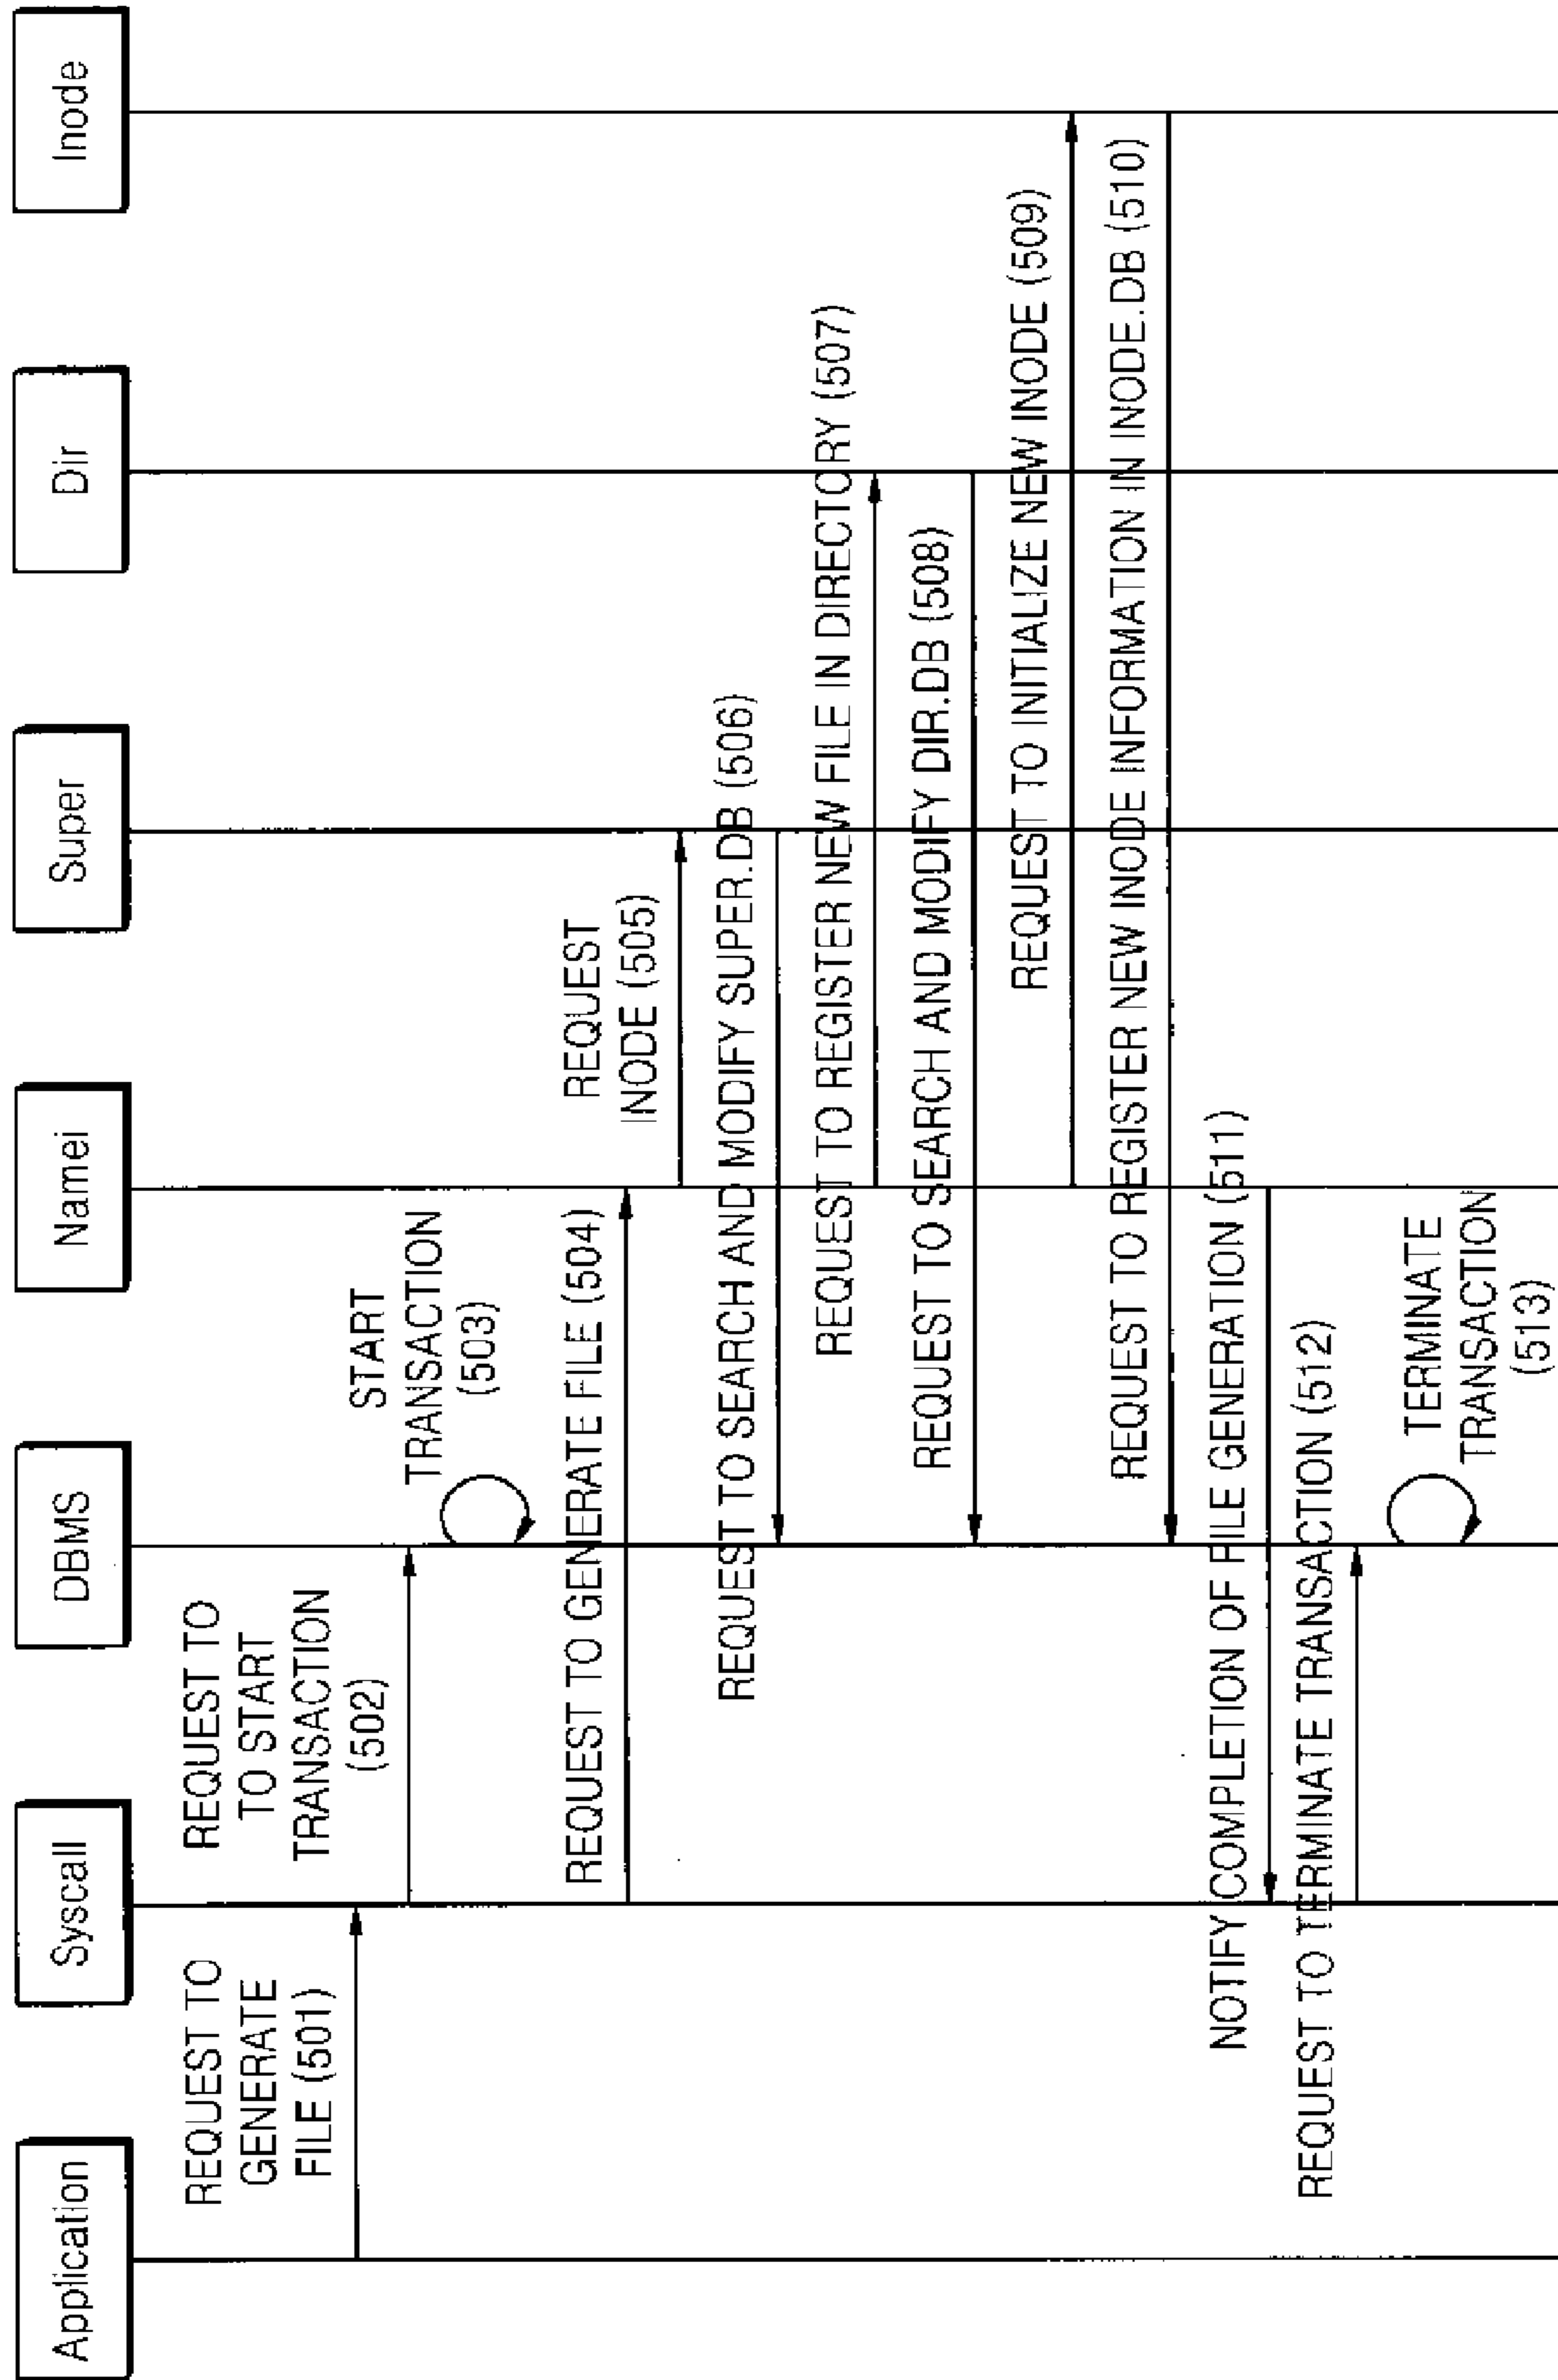 Application
Syscall
DBMS
Namei
Super
Dir
Inode
REQUEST TO
GENERATE
FILE (501)
REQUEST TO
TO START
TRANSACTION
(502)
START
TRANSACTION
(503)
REQUEST TO GENERATE FILE (504)
REQUEST
INODE (505)
REQUEST TO SEARCH AND MODIFY SUPER.DB (506)
REQUEST TO REGISTER NEW FILE IN DIRECTORY (507)
REQUEST TO SEARCH AND MODIFY DIR.DB (508)
REQUEST TO INITIALIZE NEW INODE (509)
REQUEST TO REGISTER NEW INODE INFORMATION IN INODE.DB (510)
NOTIFY COMPLETION OF FILE GENERATION (511)
REQUEST TO TERMINATE TRANSACTION (512)
TERMINATE
TRANSACTION
(513)